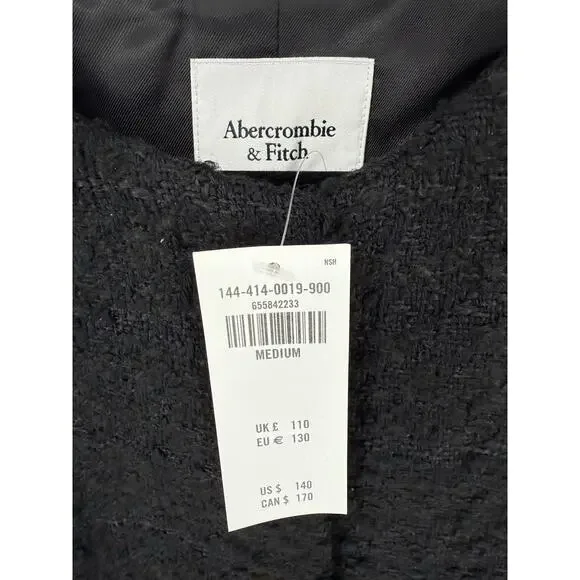 Abercrombie
& Fitch
NSH
144-414-0019-900
655842233
MEDIUM
UK £ 110
EU € 130
US $ 140
CAN $ 170